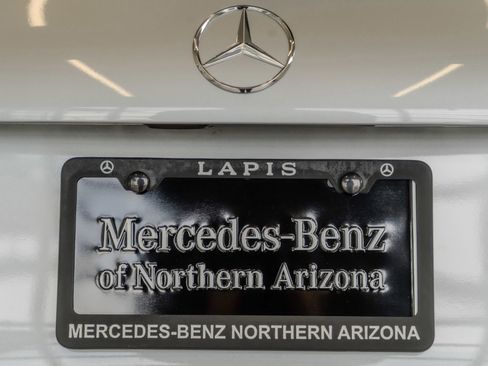 LAPIS
Mercedes-Benz
of Northern Arizona
MERCEDES-BENZ NORTHERN ARIZONA